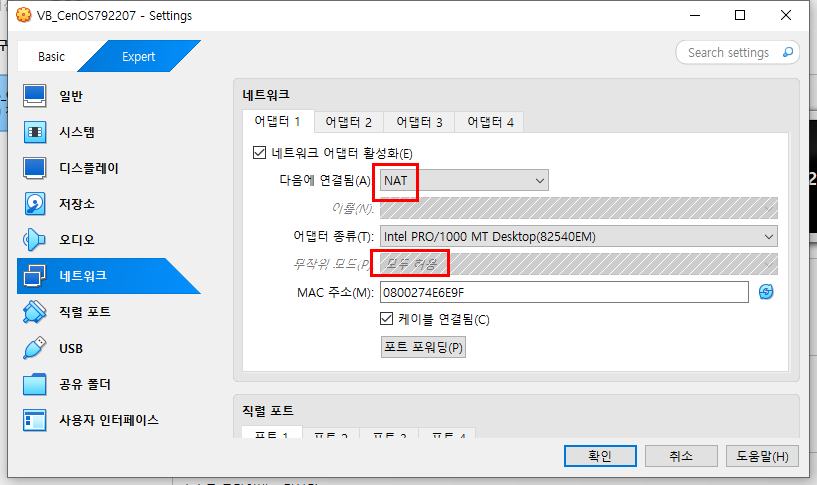 VB_CenOS792207 - Settings
Basic
Expert
Search settings
일반
시스템
디스플레이
저장소
오디오
네트워크
직렬 포트
USB
공유 폴더
사용자 인터페이스
네트워크
어댑터 1 어댑터 2 어댑터 3 어댑터 4
네트워크 어댑터 활성화(E)
다음에 연결됨(A): NAT
이름(N):
어댑터 종류(T): Intel PRO/1000 MT Desktop(82540EM)
무작위 모드(P) 모두 허용
MAC 주소(M): 0800274E6E9F
케이블 연결됨(C)
포트 포워딩(P)
직렬 포트
포트 1 포트 2 포트 3 포트 4
확인 취소 도움말(H)